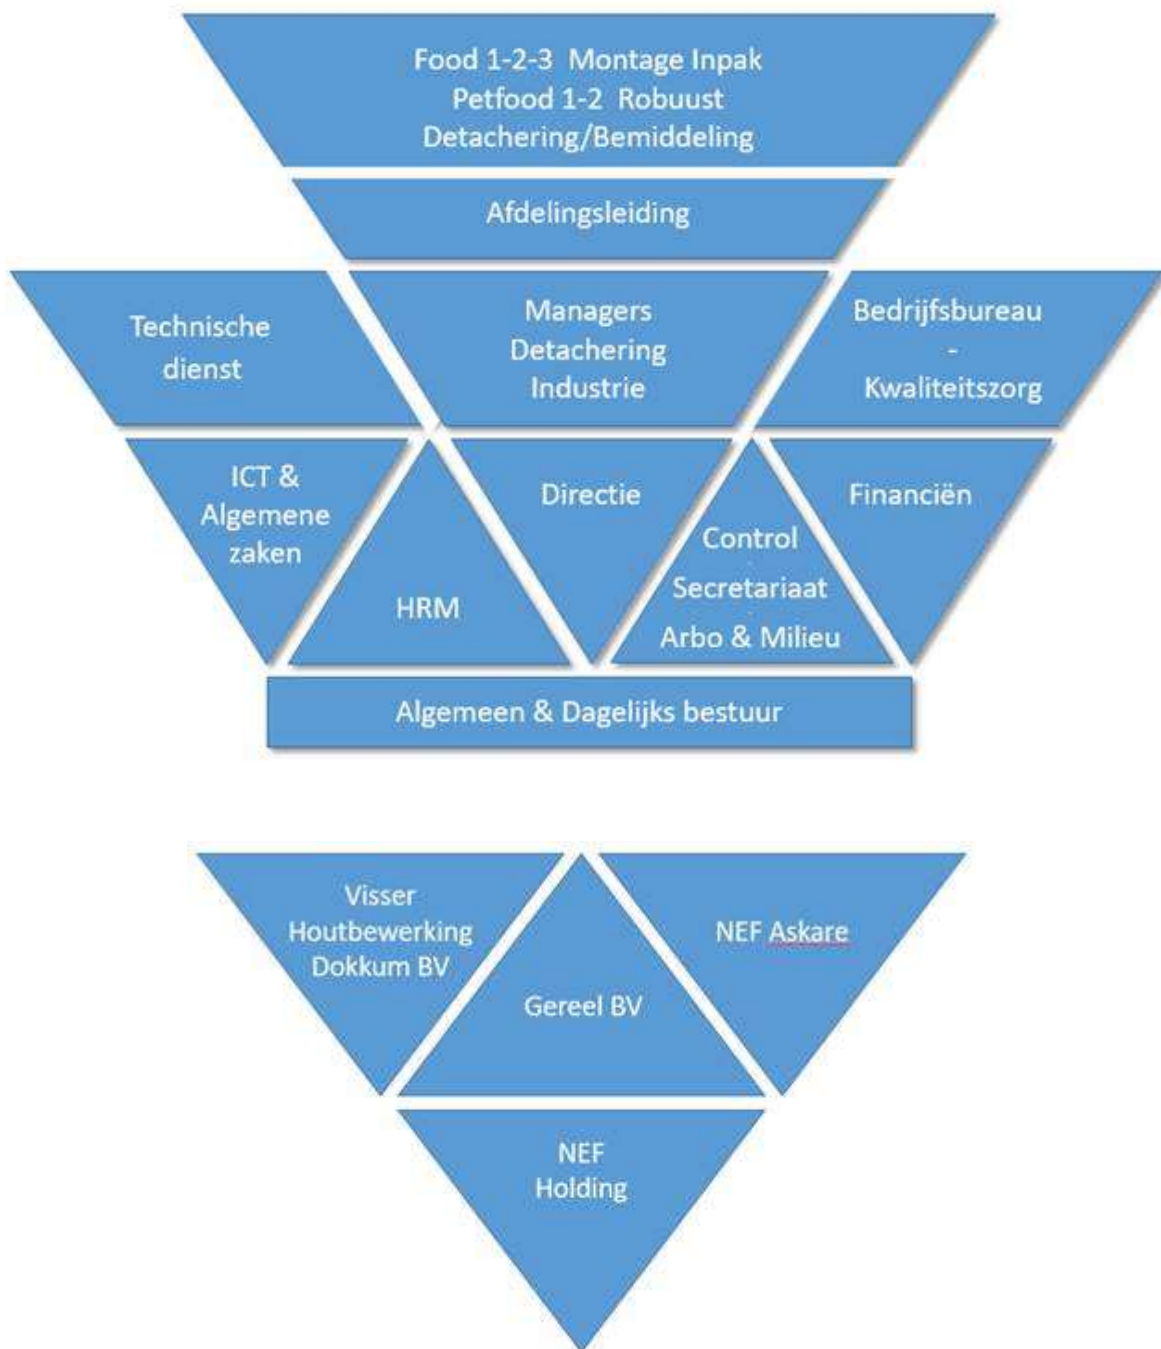 Food 1-2-3 Montage Inpak
Petfood 1-2 Robuust
Detachering/Bemiddeling
Afdelingsleiding
Technische
dienst
Managers
Detachering
Industrie
Bedrijfsbureau
-
Kwaliteitszorg
ICT &
Algemene
zaken
HRM
Directie
Control
Secretariaat
Arbo & Milieu
Financiën
Algemeen & Dagelijks bestuur
Visser
Houtbewerking
Dokkum BV
Gereel BV
NEF Askare
NEF
Holding